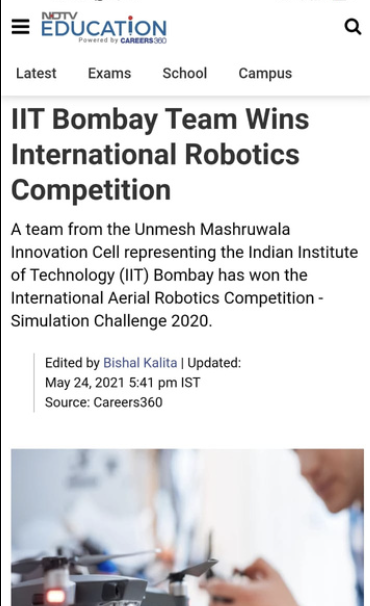 NDTV
EDUCATION
Powered by CAREERS360
Latest Exams School Campus
IIT Bombay Team Wins
International Robotics
Competition
A team from the Unmesh Mashruwala
Innovation Cell representing the Indian Institute
of Technology (IIT) Bombay has won the
International Aerial Robotics Competition -
Simulation Challenge 2020.
Edited by Bishal Kalita | Updated:
May 24, 2021 5:41 pm IST
Source: Careers360